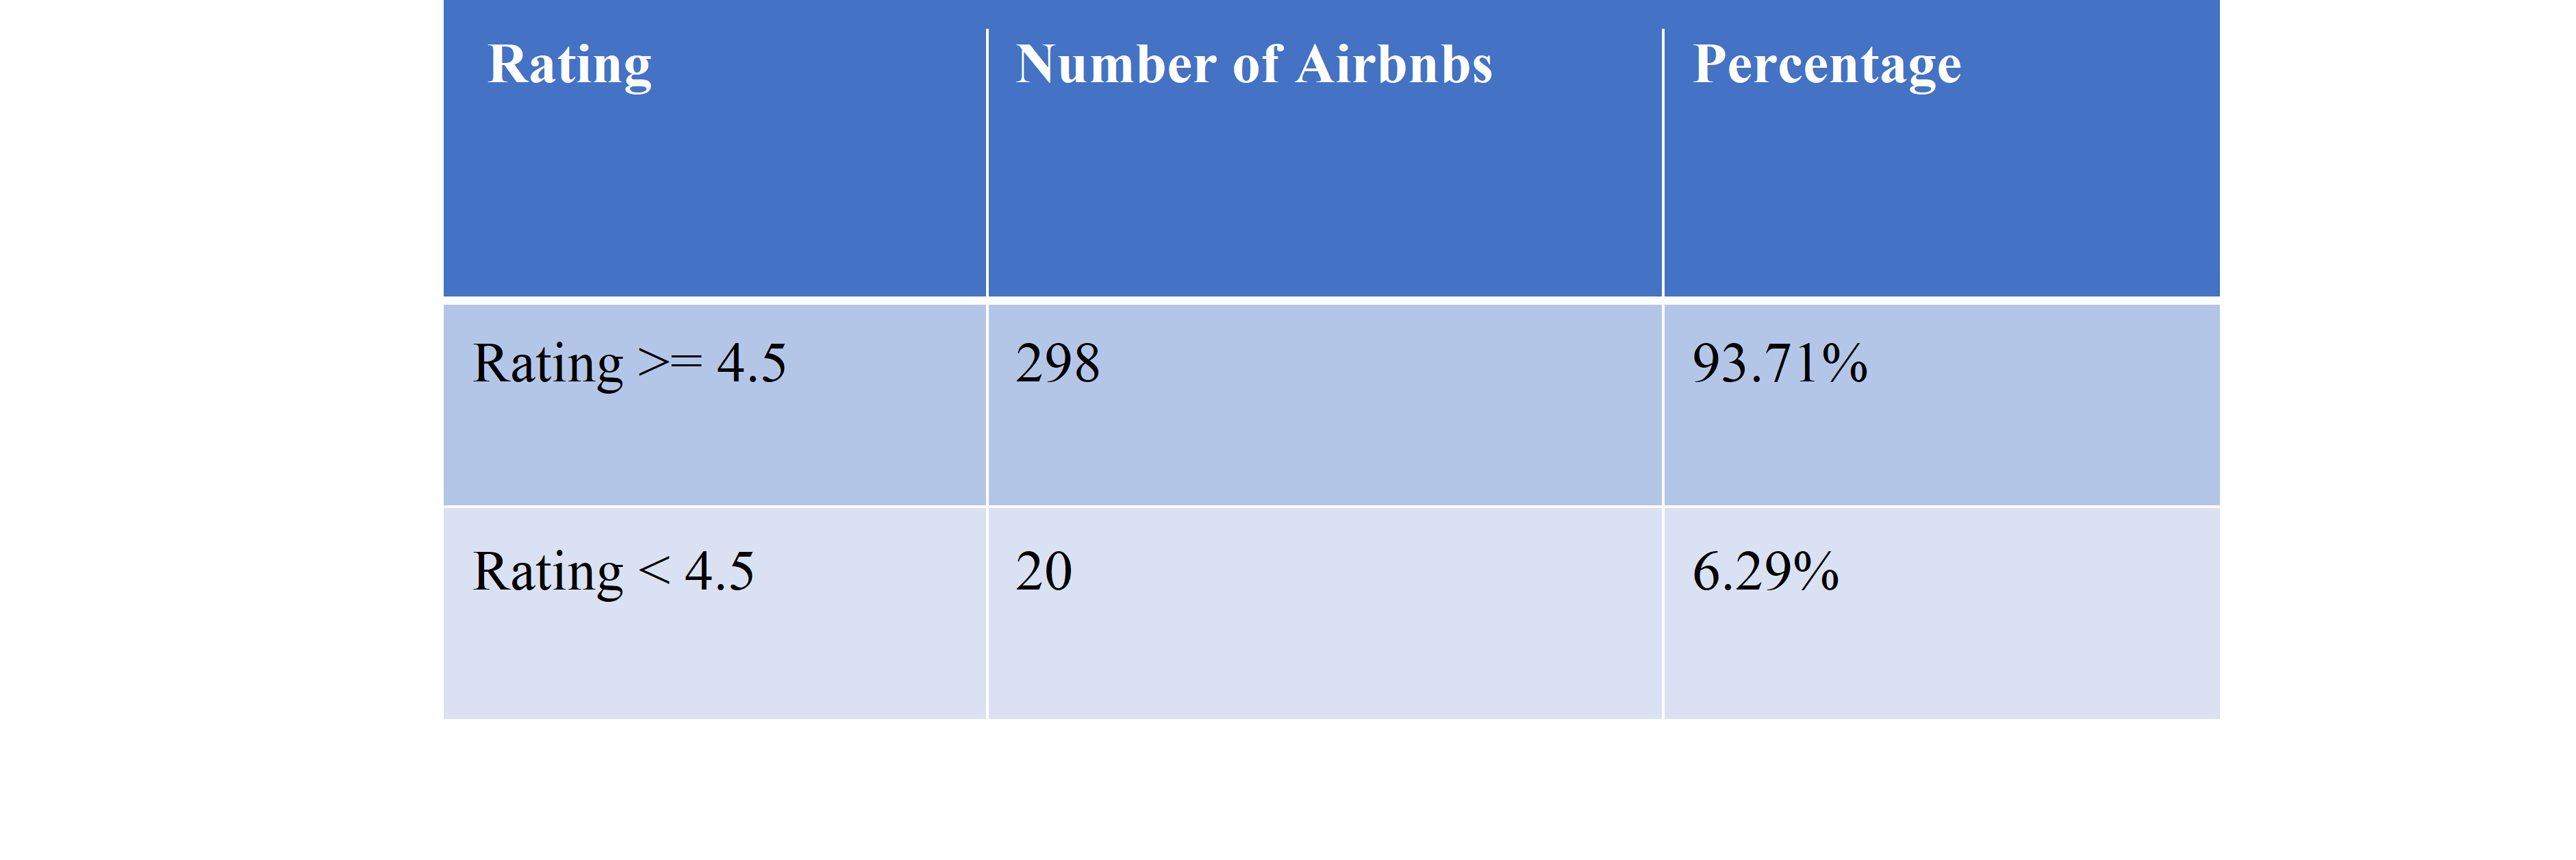 Rating Number of Airbnbs Percentage
Rating >= 4.5 298 93.71%
Rating < 4.5 20 6.29%